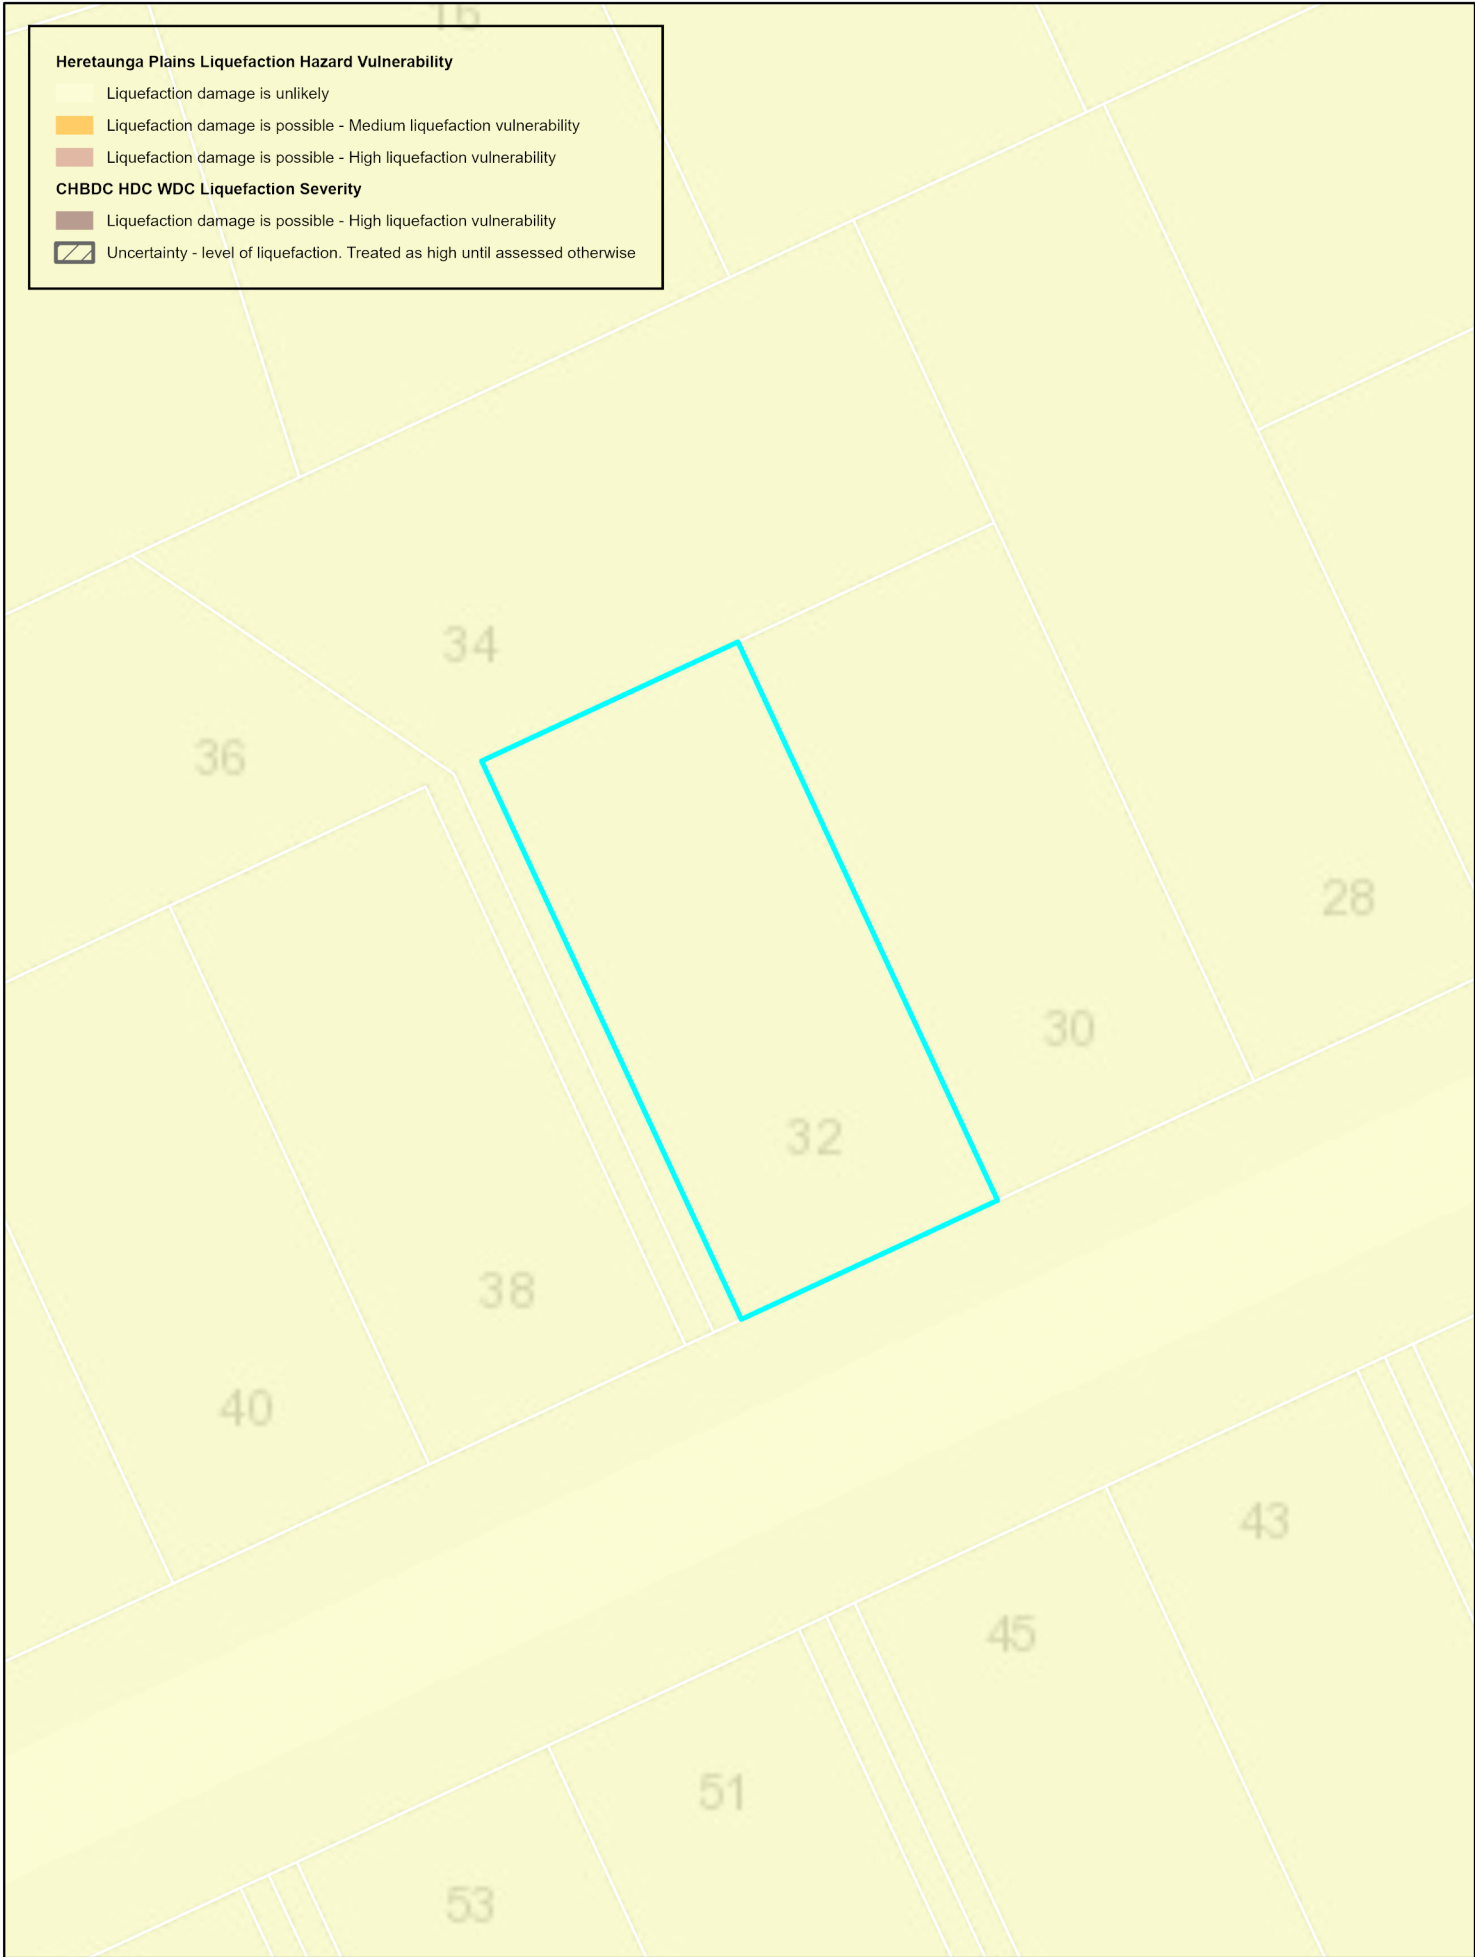 16
Heretaunga Plains Liquefaction Hazard Vulnerability
Liquefaction damage is unlikely
Liquefaction damage is possible - Medium liquefaction vulnerability
Liquefaction damage is possible - High liquefaction vulnerability
CHBDC HDC WDC Liquefaction Severity
Liquefaction damage is possible - High liquefaction vulnerability
Uncertainty - level of liquefaction. Treated as high until assessed otherwise
34
36
28
30
32
38
40
43
45
51
53